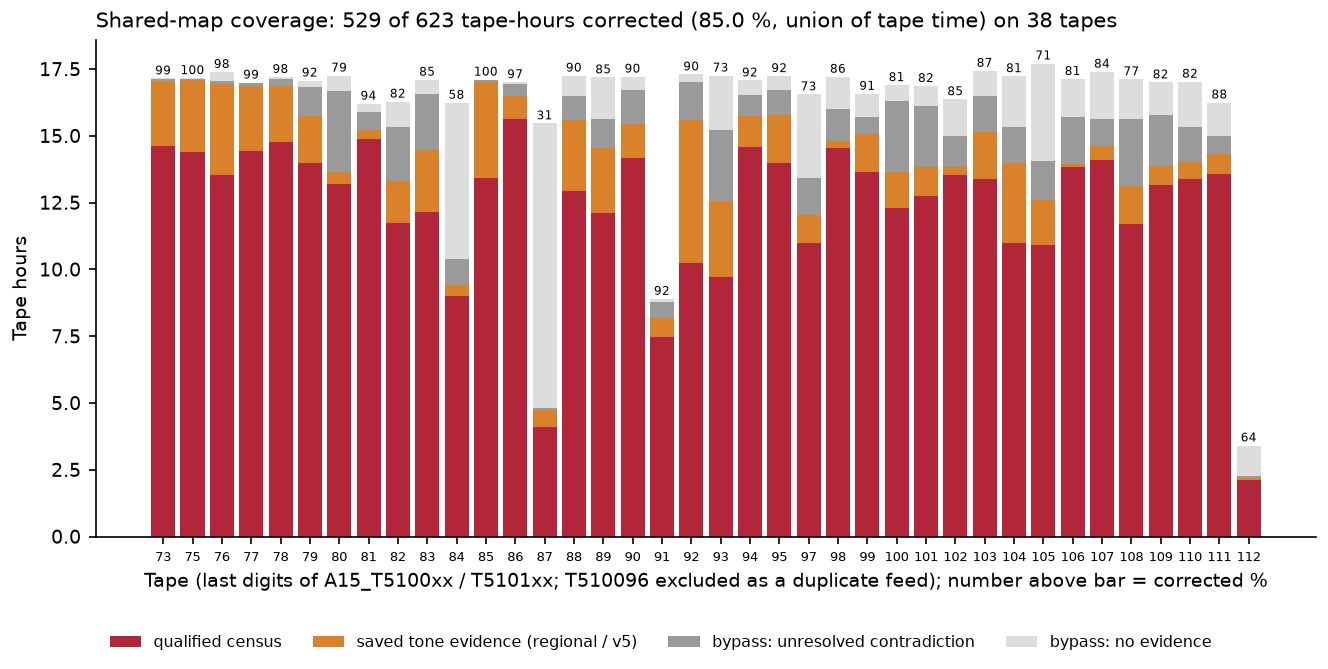 Shared-map coverage: 529 of 623 tape-hours corrected (85.0 %, union of tape time) on 38 tapes
17.5
15.0
12.5
10.0
7.5
5.0
2.5
0.0
Tape hours
99 100 98 99 98 92 79 94 82 85 58 100 97 31 90 85 90 92 90 73 92 92 73 86 91 81 82 85 87 81 71 81 84 77 82 82 88 64
73 75 76 77 78 79 80 81 82 83 84 85 86 87 88 89 90 91 92 93 94 95 97 98 99 100 101 102 103 104 105 106 107 108 109 110 111 112
Tape (last digits of A15_T5100xx / T5101xx; T510096 excluded as a duplicate feed); number above bar = corrected %
qualified census saved tone evidence (regional / v5) bypass: unresolved contradiction bypass: no evidence